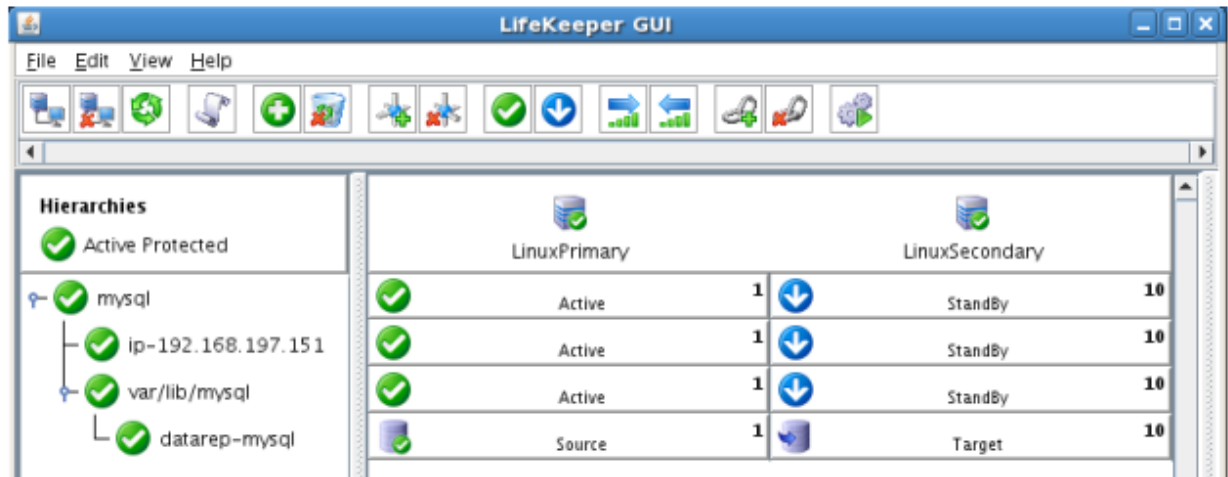 LifeKeeper GUI
File Edit View Help
Hierarchies
Active Protected
LinuxPrimary LinuxSecondary
mysql Active 1 StandBy 10
ip-192.168.197.151 Active 1 StandBy 10
var/lib/mysql Active 1 StandBy 10
datarep-mysql Source 1 Target 10